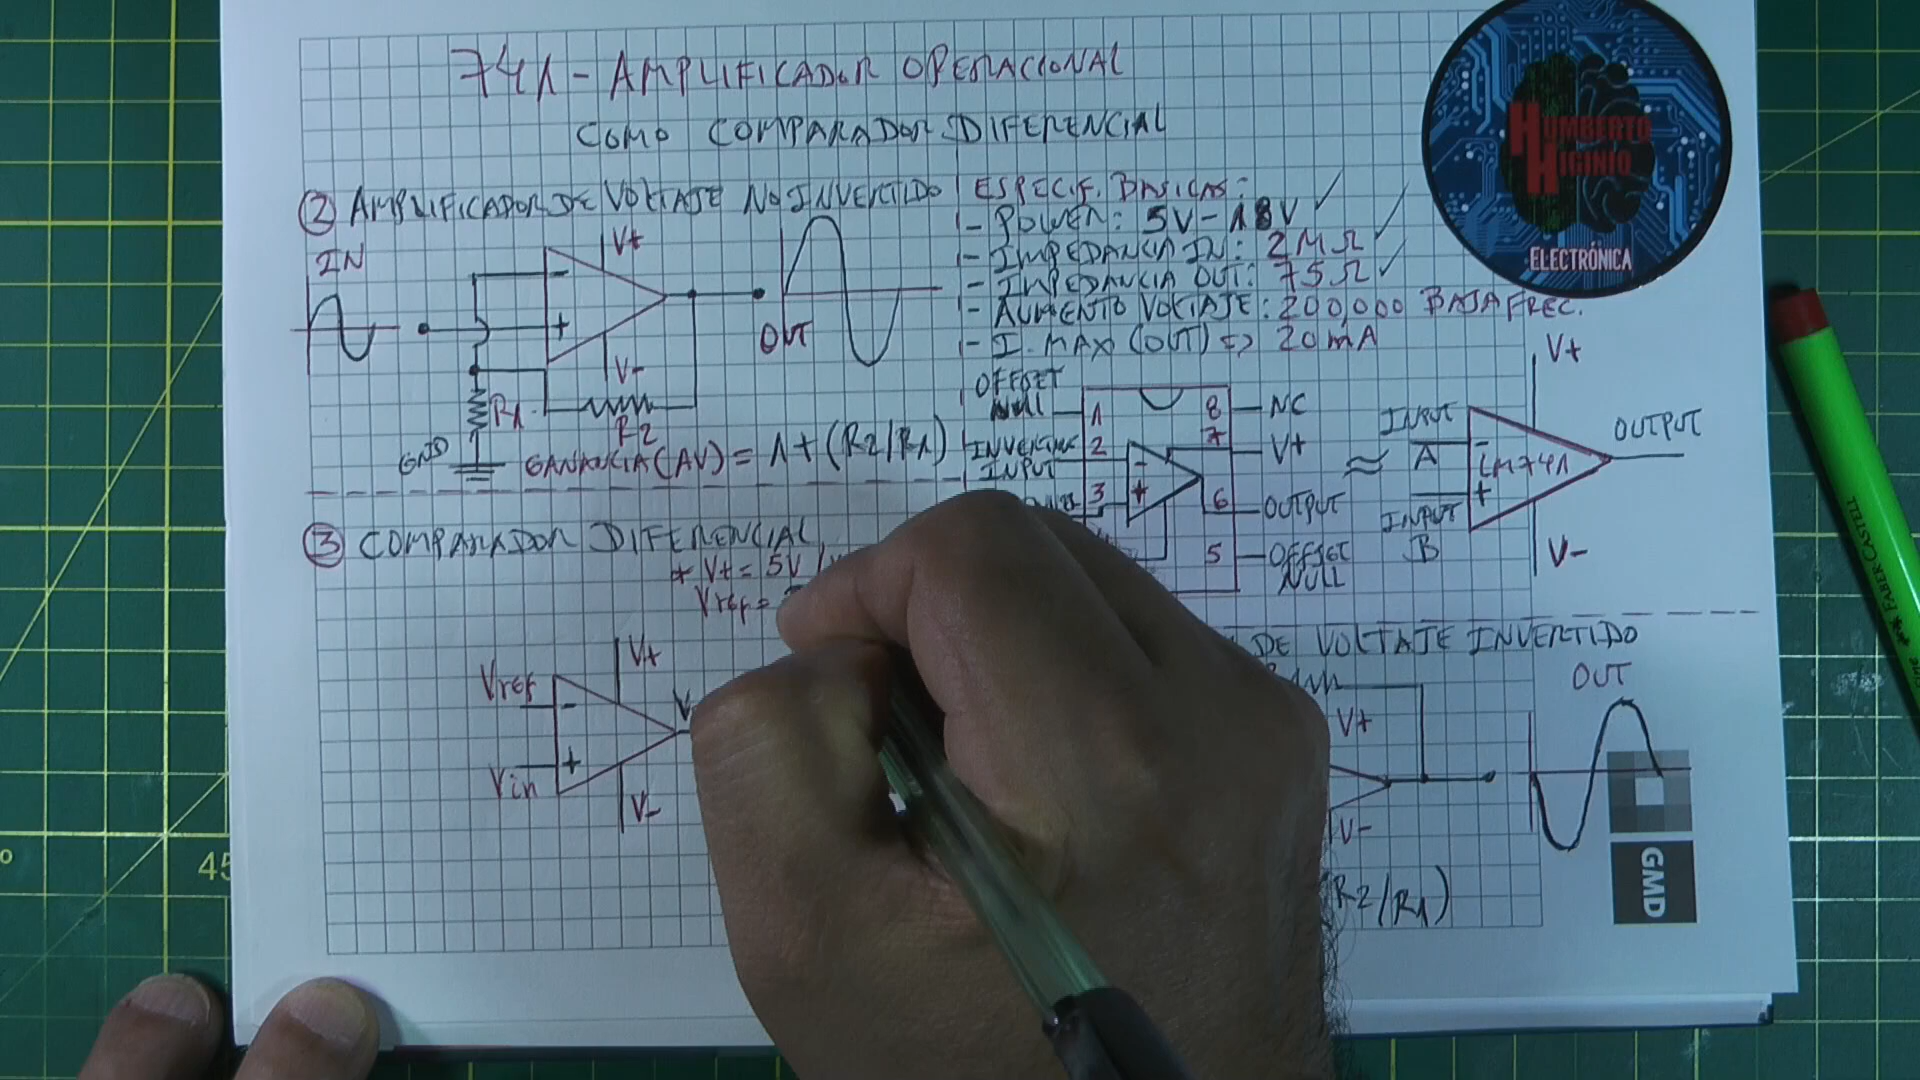 741 - AMPLIFICADOR OPERACIONAL
COMO COMPARADOR DIFERENCIAL
HUMBERTO
HIGINIO
ELECTRÓNICA
② AMPLIFICADOR DE VOLTAJE NO INVERTIDO
IN
V+
-
+
V-
OUT
R1
R2
GND
GANANCIA (AV) = 1 + (R2/R1)
ESPECIF. BASICAS:
- POWER: 5V - 18V ✓
- IMPEDANCIA IN: 2MΩ ✓
- IMPEDANCIA OUT: 75Ω ✓
- AUMENTO VOLTAJE: 200,000 BAJA FREC.
- I. MAX (OUT) => 20mA
OFFSET
NULL
1
8
NC
INVERTING
INPUT
2
7
V+
-
+
3
6
OUTPUT
5
OFFSET
NULL
≈
INPUT
A
INPUT
B
-
+
LM741
V+
V-
OUTPUT
③ COMPARADOR DIFERENCIAL
* V+ = 5V /
Vref =
Vref
Vin
-
+
V+
V-
V
DE VOLTAJE INVERTIDO
OUT
V+
V-
(R2/R1)
GMD
45
FABER CASTELL